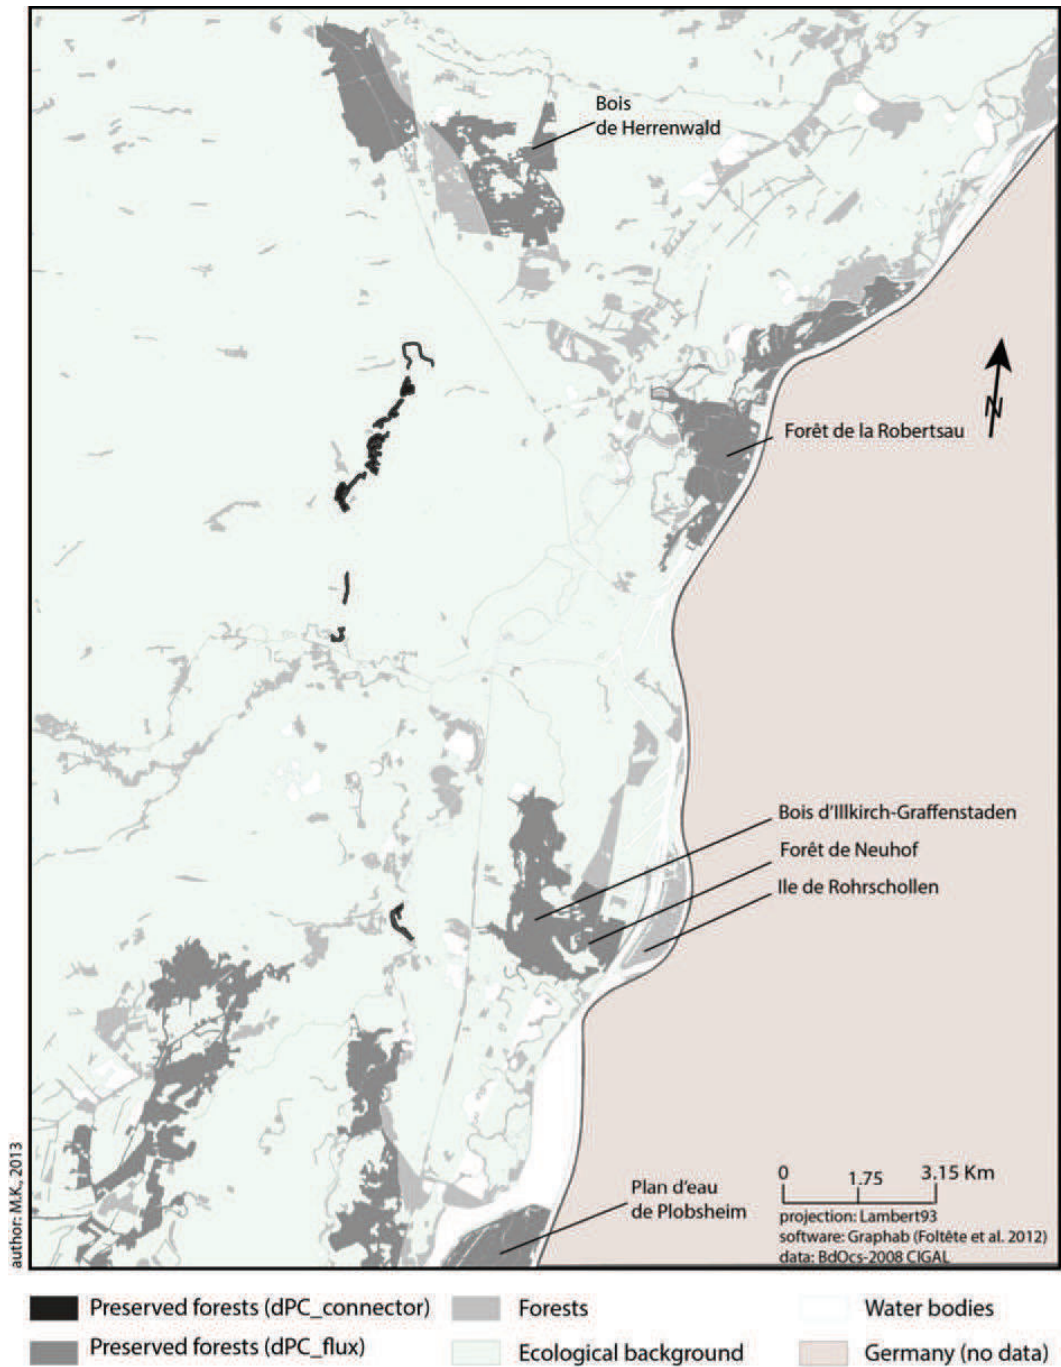 Bois
de Herrenwald
N
Forêt de la Robertsau
Bois d'Illkirch-Graffenstaden
Forêt de Neuhof
Ile de Rohrschollen
Plan d'eau
de Plobsheim
0 1.75 3.15 Km
projection: Lambert93
software: Graphab (Foltête et al. 2012)
data: BdOcs-2008 CIGAL
author: M.K, 2013
Preserved forests (dPC_connector)
Forests
Water bodies
Preserved forests (dPC_flux)
Ecological background
Germany (no data)